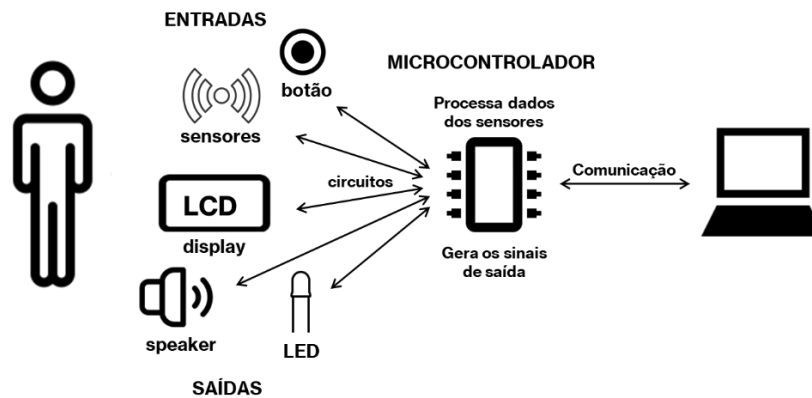 ENTRADAS
botão
sensores
LCD
display
speaker
LED
SAÍDAS
circuitos
MICROCONTROLADOR
Processa dados
dos sensores
Gera os sinais
de saída
Comunicação